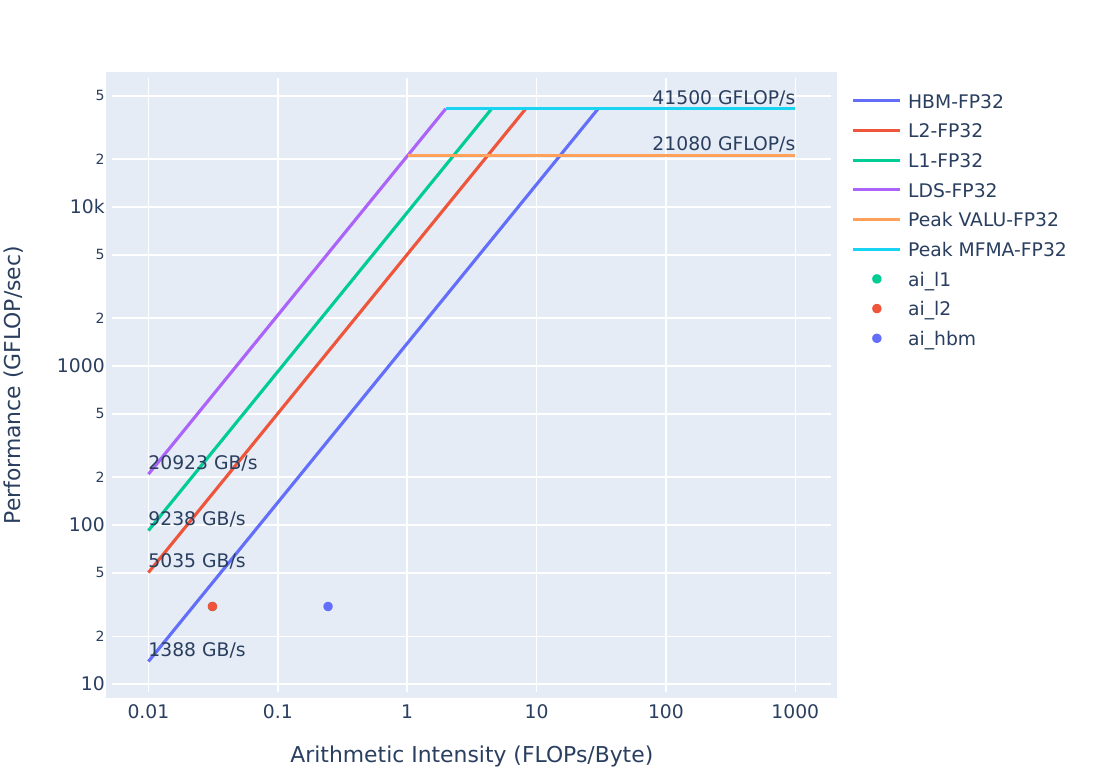 5
2
10k
5
2
1000
5
2
100
5
2
10
Performance (GFLOP/sec)
41500 GFLOP/s
21080 GFLOP/s
20923 GB/s
9238 GB/s
5035 GB/s
1388 GB/s
0.01 0.1 1 10 100 1000
Arithmetic Intensity (FLOPs/Byte)
HBM-FP32
L2-FP32
L1-FP32
LDS-FP32
Peak VALU-FP32
Peak MFMA-FP32
ai_l1
ai_l2
ai_hbm